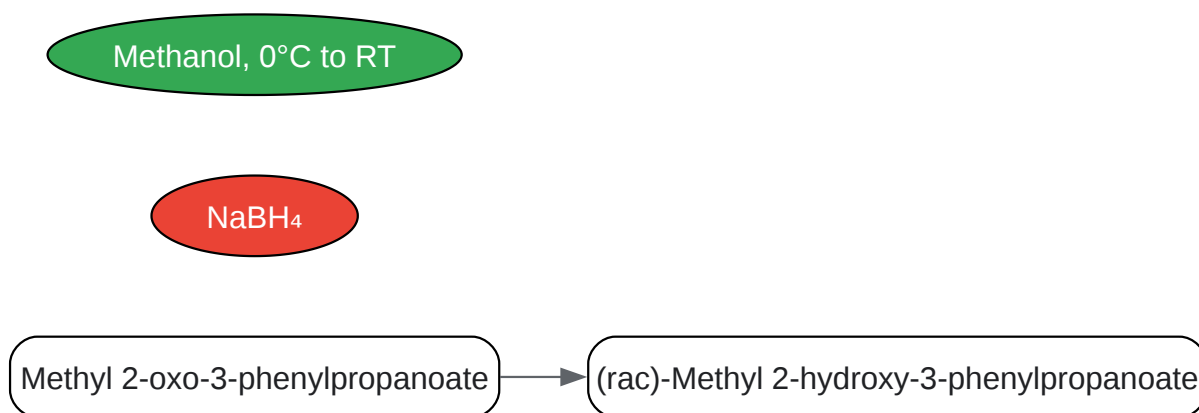 Methanol, 0°C to RT
NaBH₄
Methyl 2-oxo-3-phenylpropanoate
(rac)-Methyl 2-hydroxy-3-phenylpropanoate